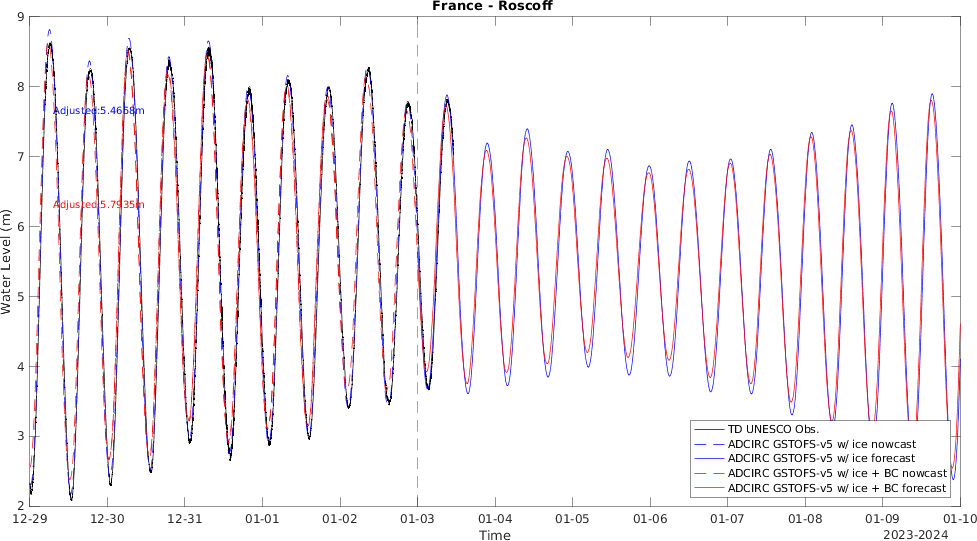 France - Roscoff
9
8
7
6
5
4
3
2
Water Level (m)
Adjusted:5.4668m
Adjusted:5.7935m
TD UNESCO Obs.
ADCIRC GSTOFS-v5 w/ ice nowcast
ADCIRC GSTOFS-v5 w/ ice forecast
ADCIRC GSTOFS-v5 w/ ice + BC nowcast
ADCIRC GSTOFS-v5 w/ ice + BC forecast
12-29 12-30 12-31 01-01 01-02 01-03 01-04 01-05 01-06 01-07 01-08 01-09 01-10
Time
2023-2024